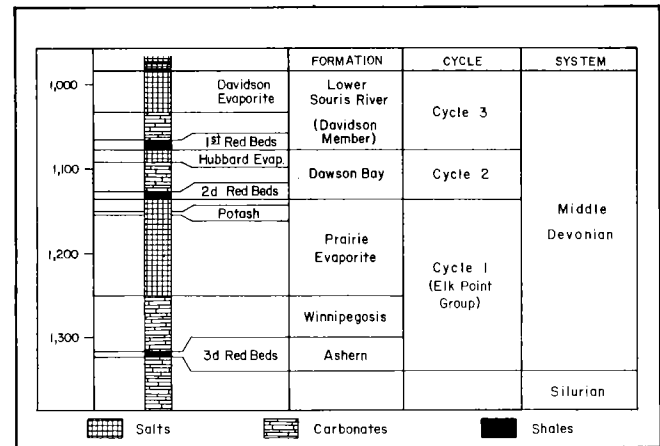 FORMATION CYCLE SYSTEM
1,000
Davidson
Evaporite
Lower
Souris River
(Davidson
Member)
Cycle 3
1st Red Beds
1,100
Hubbard Evap.
Dawson Bay
Cycle 2
2d Red Beds
Potash
1,200
Prairie
Evaporite
Cycle 1
(Elk Point
Group)
Middle
Devonian
Winnipegosis
1,300
3d Red Beds
Ashern
Silurian
Salts Carbonates Shales